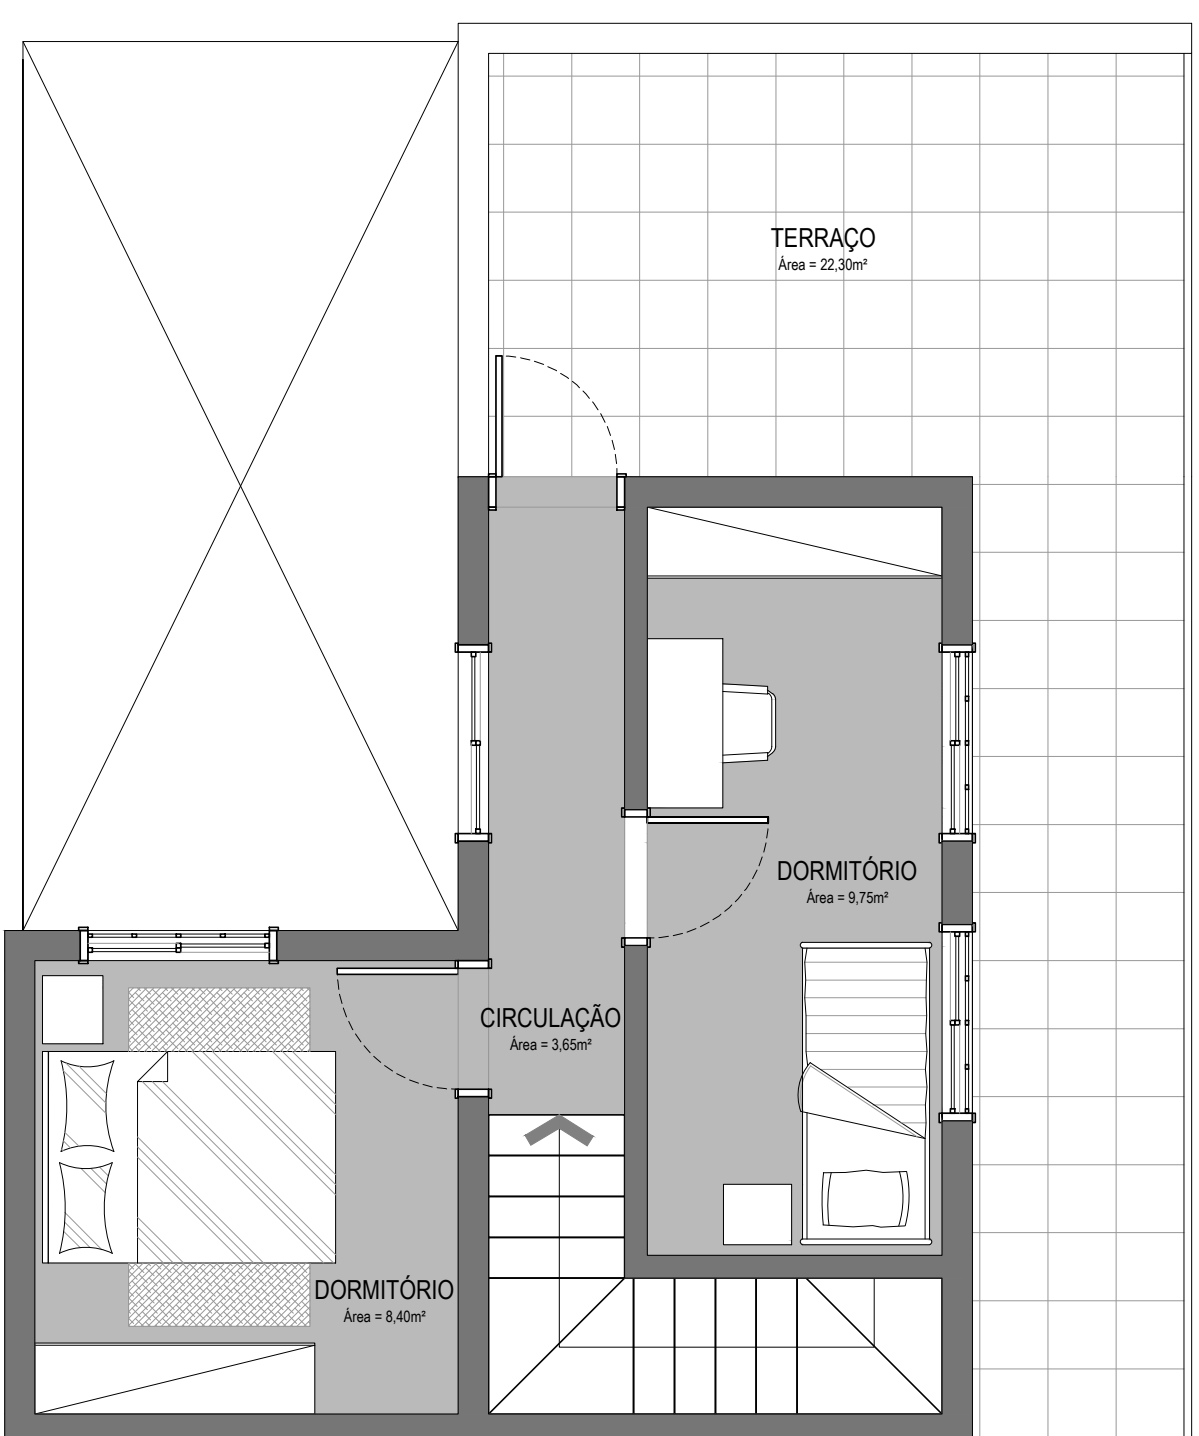 TERRAÇO
Área = 22,30m²
DORMITÓRIO
Área = 9,75m²
CIRCULAÇÃO
Área = 3,65m²
DORMITÓRIO
Área = 8,40m²